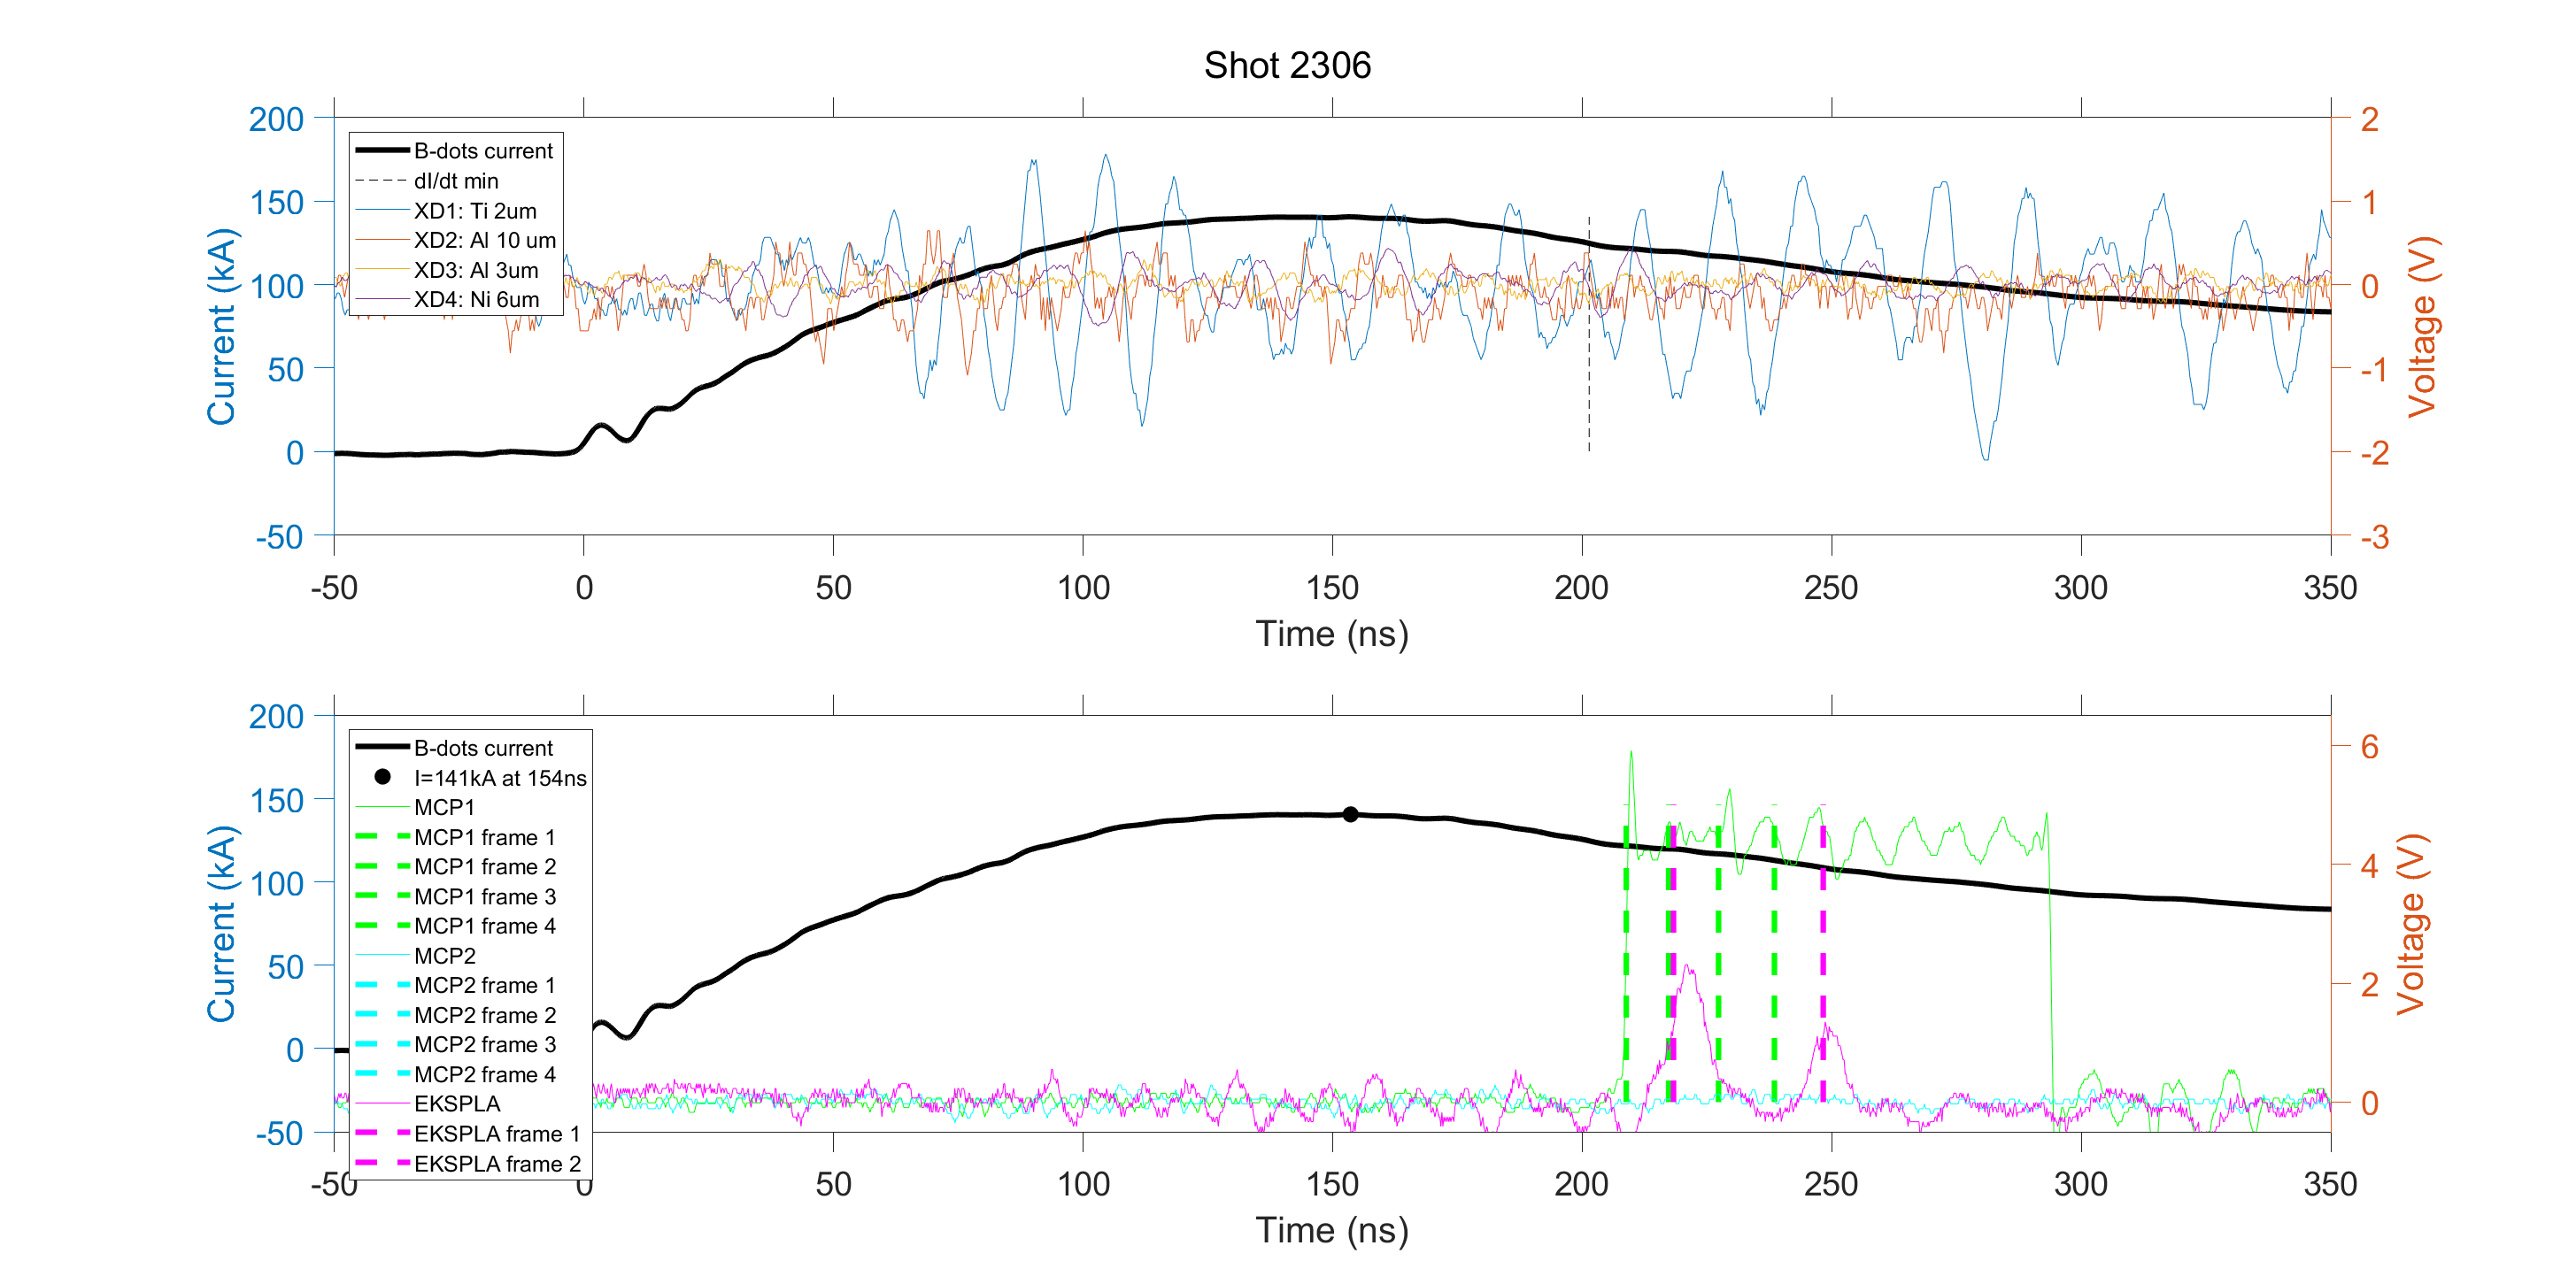 Shot 2306
200
150
100
50
0
-50
Current (kA)
B-dots current
dI/dt min
XD1: Ti 2um
XD2: Al 10 um
XD3: Al 3um
XD4: Ni 6um
2
1
0
-1
-2
-3
Voltage (V)
-50 0 50 100 150 200 250 300 350
Time (ns)
200
150
100
50
0
-50
Current (kA)
B-dots current
I=141kA at 154ns
MCP1
MCP1 frame 1
MCP1 frame 2
MCP1 frame 3
MCP1 frame 4
MCP2
MCP2 frame 1
MCP2 frame 2
MCP2 frame 3
MCP2 frame 4
EKSPLA
EKSPLA frame 1
EKSPLA frame 2
6
4
2
0
Voltage (V)
-50 0 50 100 150 200 250 300 350
Time (ns)